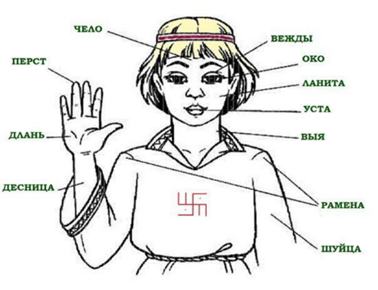 ЧЕЛО
ВЕЖДЫ
ОКО
ПЕРСТ
ЛАНИТА
УСТА
ДЛАНЬ
ВЫЯ
ДЕСНИЦА
РАМЕНА
ШУЙЦА